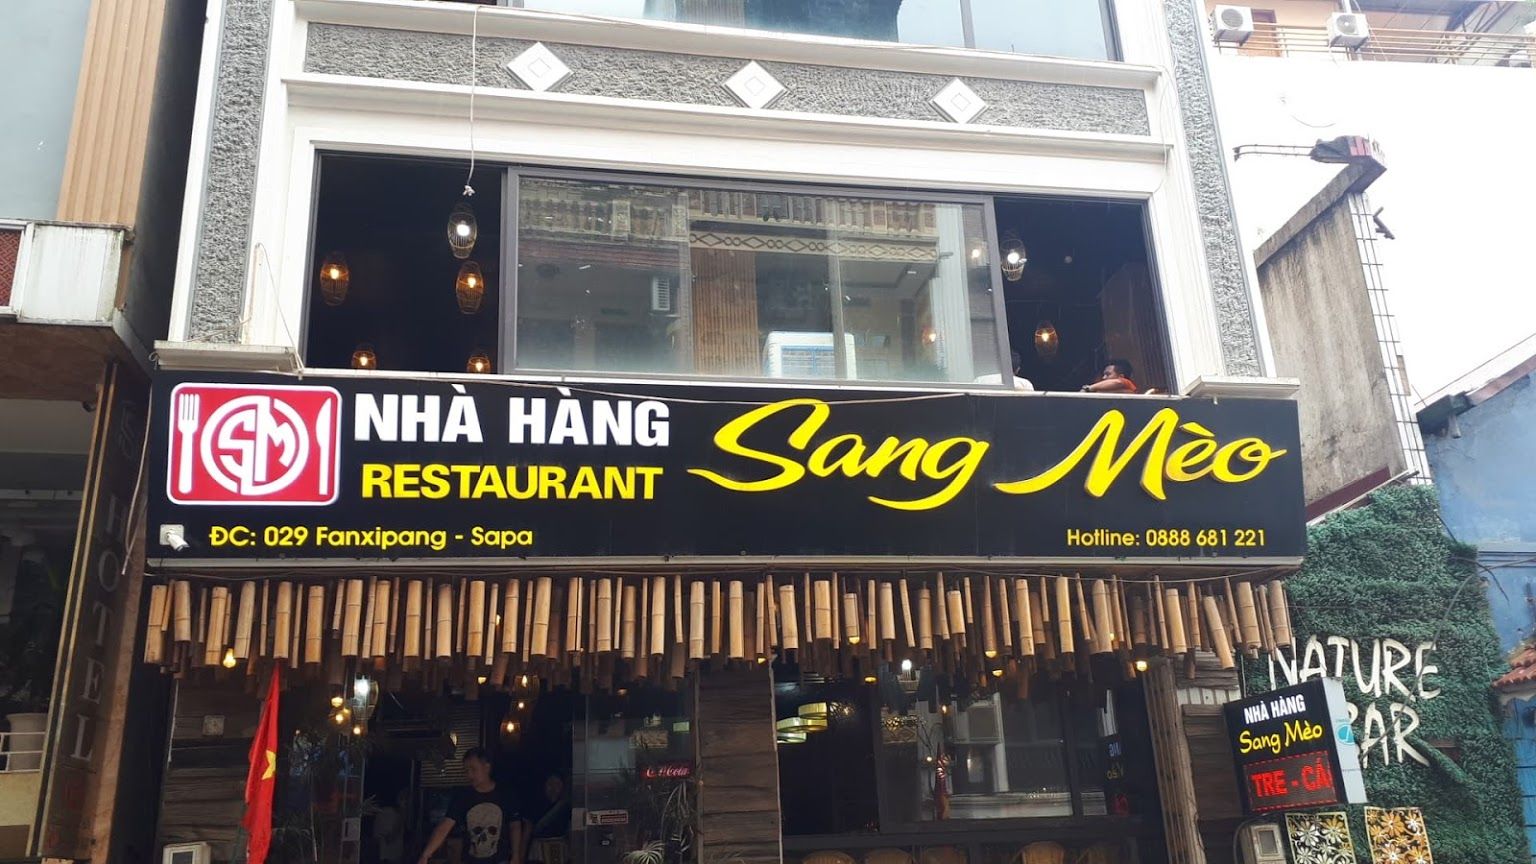 SM
NHÀ HÀNG
RESTAURANT
Sang Mèo
ĐC: 029 Fanxipang - Sapa
Hotline: 0888 681 221
HOTEL
NATURE
BAR
NHÀ HÀNG
Sang Mèo
TRE - CÁ